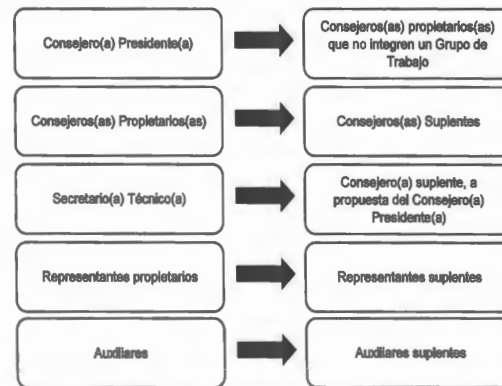 Consejero(a) Presidente(a)
Consejeros(as) propietarios(as)
que no integren un Grupo de
Trabajo
Consejeros(as) Propietarios(as)
Consejeros(as) Suplentes
Secretario(a) Técnico(a)
Consejero(a) suplente, a
propuesta del Consejero(a)
Presidente(a)
Representantes propietarios
Representantes suplentes
Auxiliares
Auxiliares suplentes